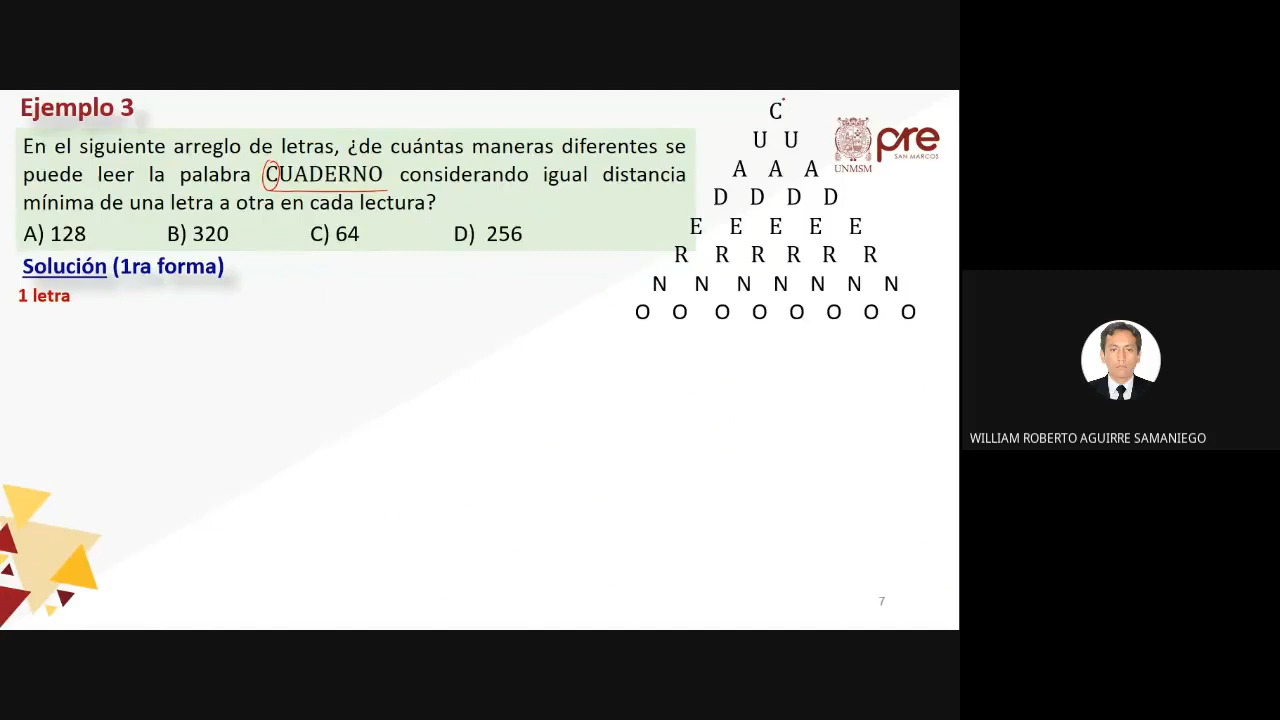 Ejemplo 3
En el siguiente arreglo de letras, ¿de cuántas maneras diferentes se
puede leer la palabra CUADERNO considerando igual distancia
mínima de una letra a otra en cada lectura?
A) 128 B) 320 C) 64 D) 256
Solución (1ra forma)
1 letra
C
U U
A A A
D D D D
E E E E E
R R R R R R
N N N N N N N
O O O O O O O O
UNMSM
pre
SAN MARCOS
7
WILLIAM ROBERTO AGUIRRE SAMANIEGO